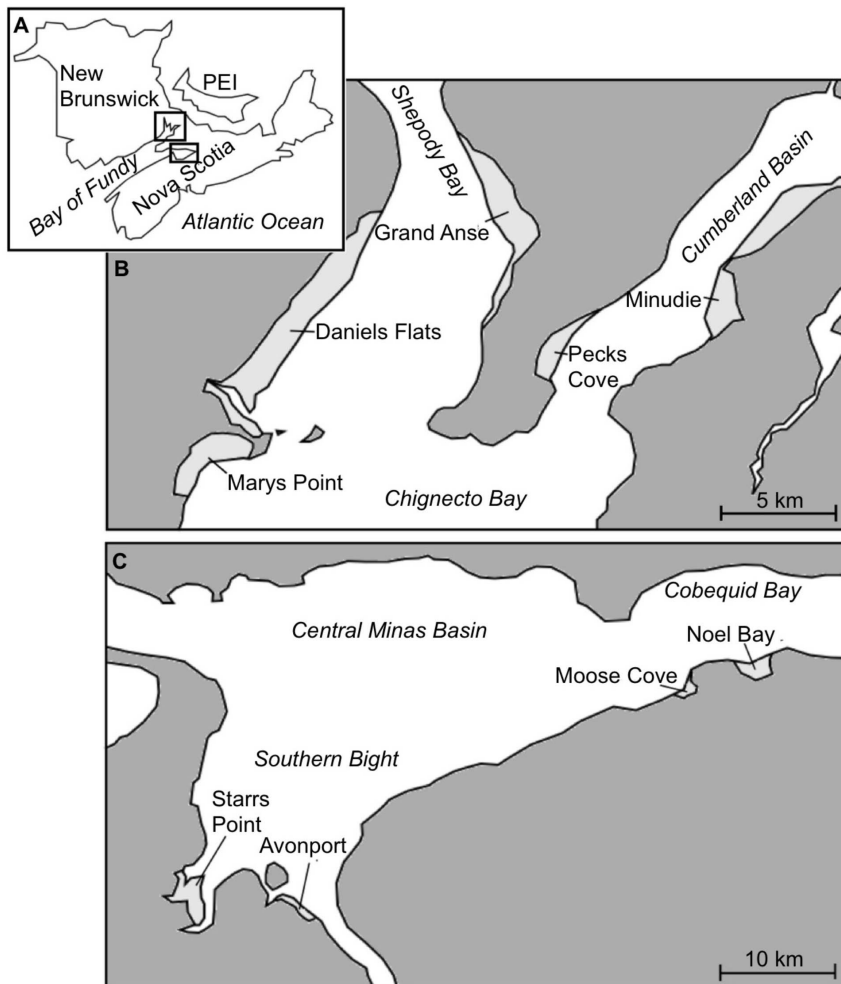 A
New
Brunswick
PEI
Bay of Fundy
Nova Scotia
Atlantic Ocean
B
Shepody Bay
Grand Anse
Cumberland Basin
Daniels Flats
Minudie
Pecks
Cove
Marys Point
Chignecto Bay
5 km
C
Cobequid Bay
Central Minas Basin
Noel Bay
Moose Cove
Southern Bight
Starrs
Point
Avonport
10 km